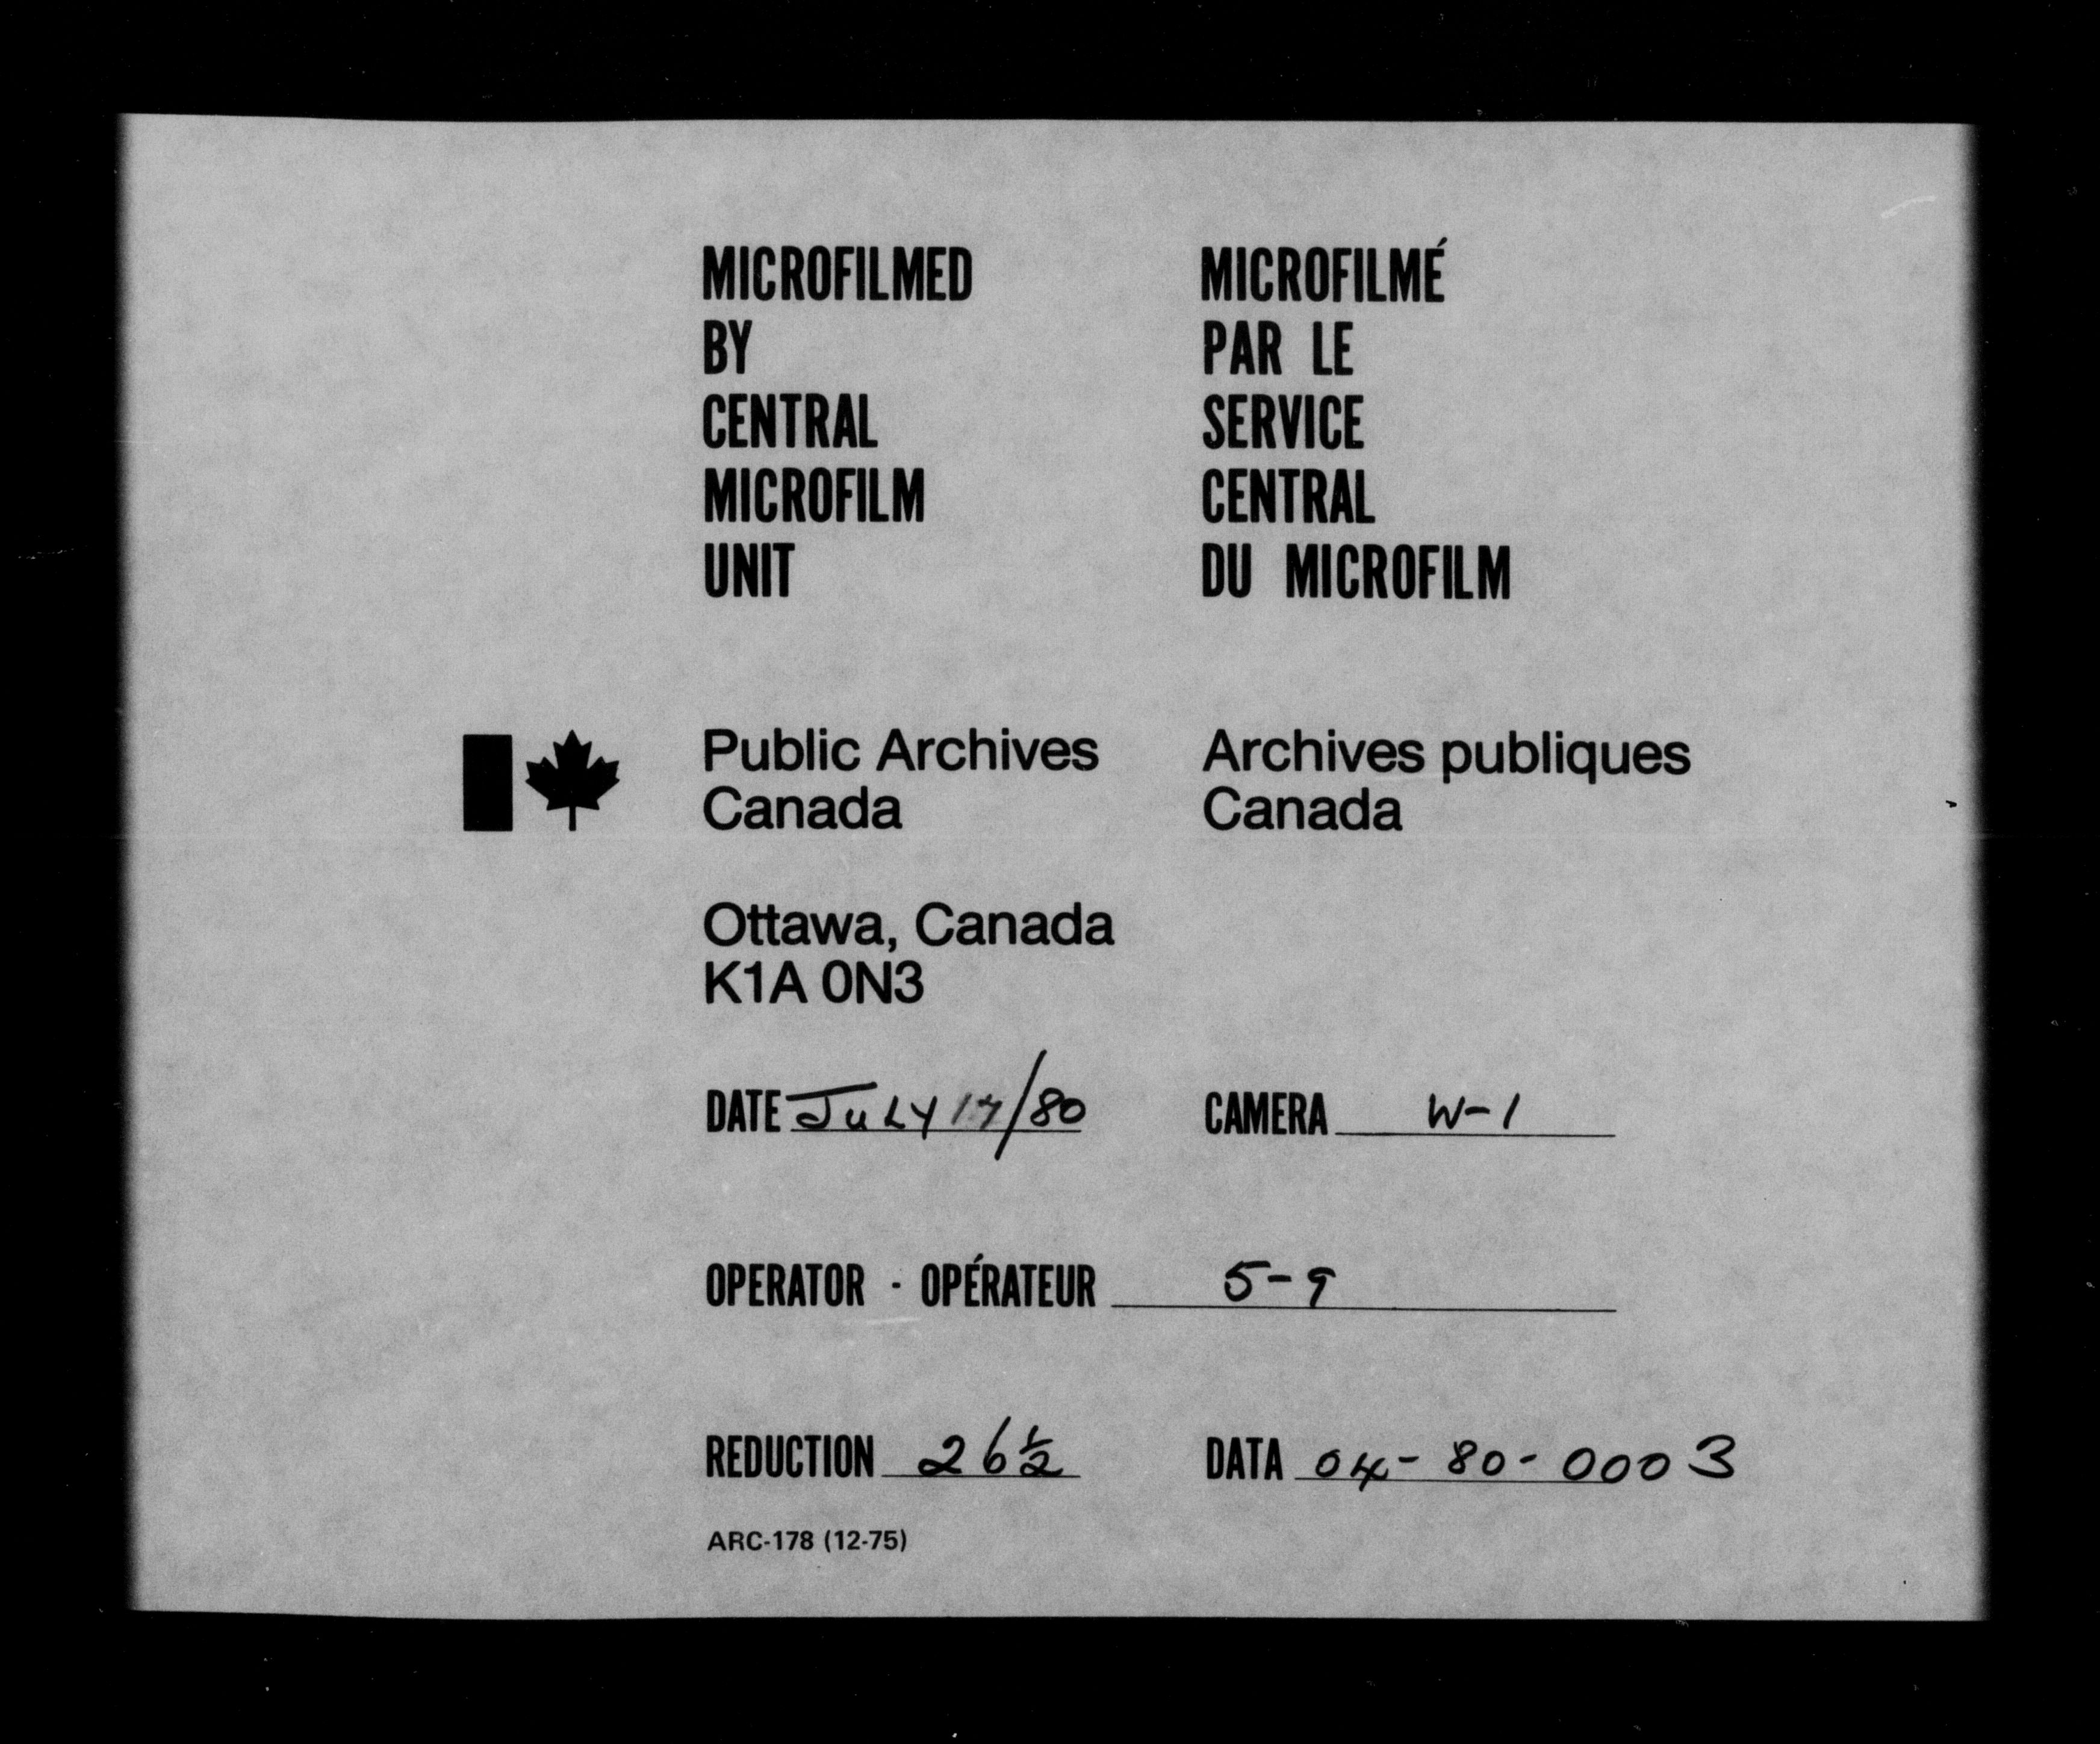 MICROFILMED
BY
CENTRAL
MICROFILM
UNIT
MICROFILMÉ
PAR LE
SERVICE
CENTRAL
DU MICROFILM
Public Archives
Canada
Archives publiques
Canada
Ottawa, Canada
K1A 0N3
DATE JULY 17/80
CAMERA W-1
OPERATOR - OPÉRATEUR 5-9
REDUCTION 26½
DATA 04-80-0003
ARC-178 (12-75)